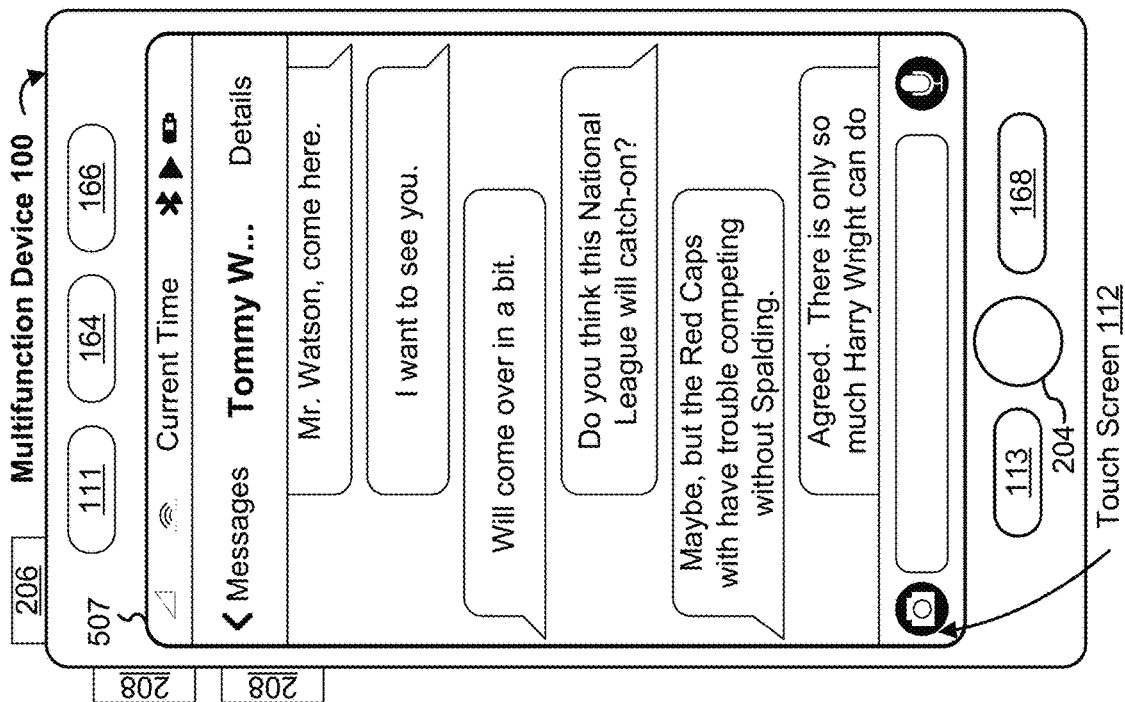 Multifunction Device 100
206
111
164
166
507
208
208
Current Time
Messages
Tommy W...
Details
Mr. Watson, come here.
I want to see you.
Will come over in a bit.
Do you think this National
League will catch-on?
Maybe, but the Red Caps
with have trouble competing
without Spalding.
Agreed. There is only so
much Harry Wright can do
113
204
168
Touch Screen 112